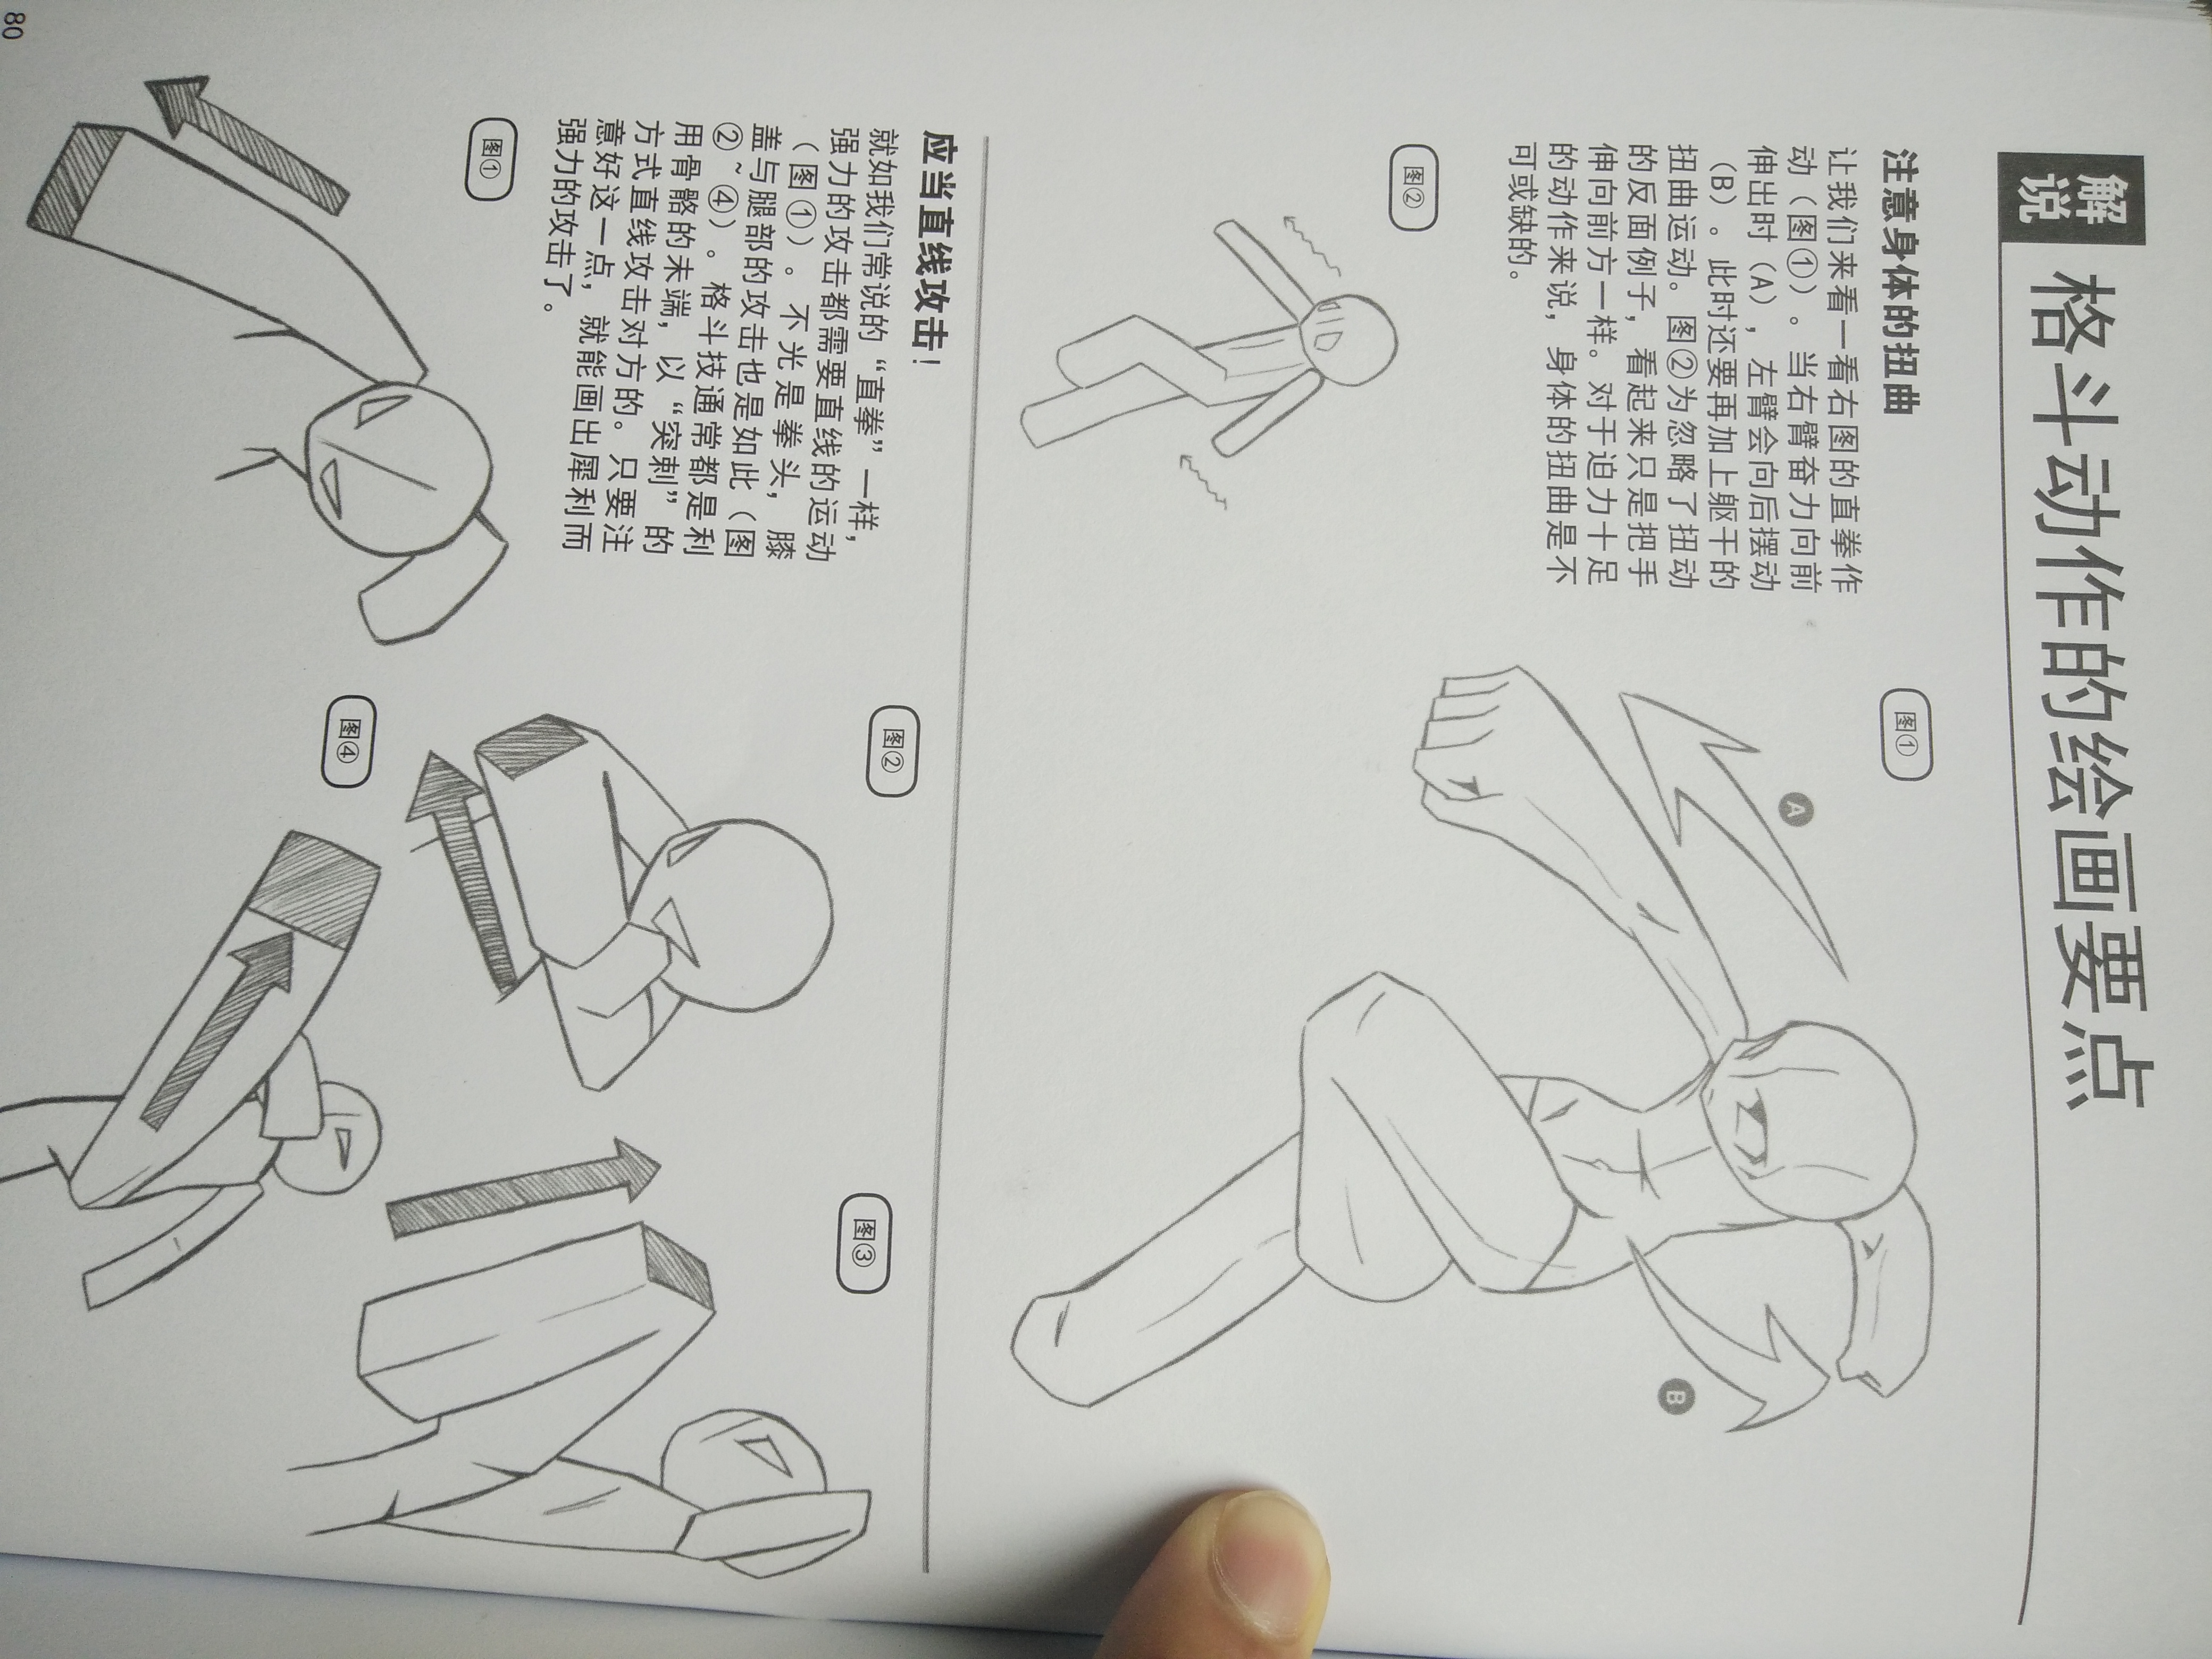 解说 格斗动作的绘画要点
注意身体的扭曲
让我们来看一看右图的直拳作
动（图①）。当右臂奋力向前
伸出时（A），左臂会向后摆动
（B）。此时还要再加上躯干的
扭曲运动。图②为忽略了扭动
的反面例子，看起来只是把手
伸向前方一样。对于迫力十足
的动作来说，身体的扭曲是不
可或缺的。
图①
A
B
图②
应当直线攻击！
就如我们常说的“直拳”一样，
强力的攻击都需要直线的运动
（图①）。不光是拳头，膝
盖与腿部的攻击也是如此（图
②~④）。格斗技通常都是利
用骨骼的末端，以“突刺”的
方式直线攻击对方的。只要注
意好这一点，就能画出犀利而
强力的攻击了。
图①
图②
图③
图④
80